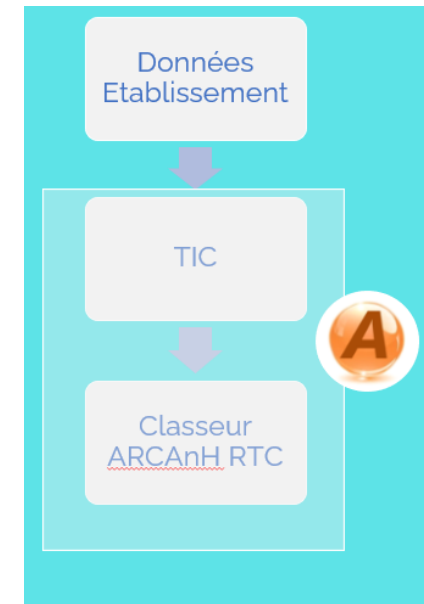 Données
Etablissement
TIC
A
Classeur
ARCAnH RTC